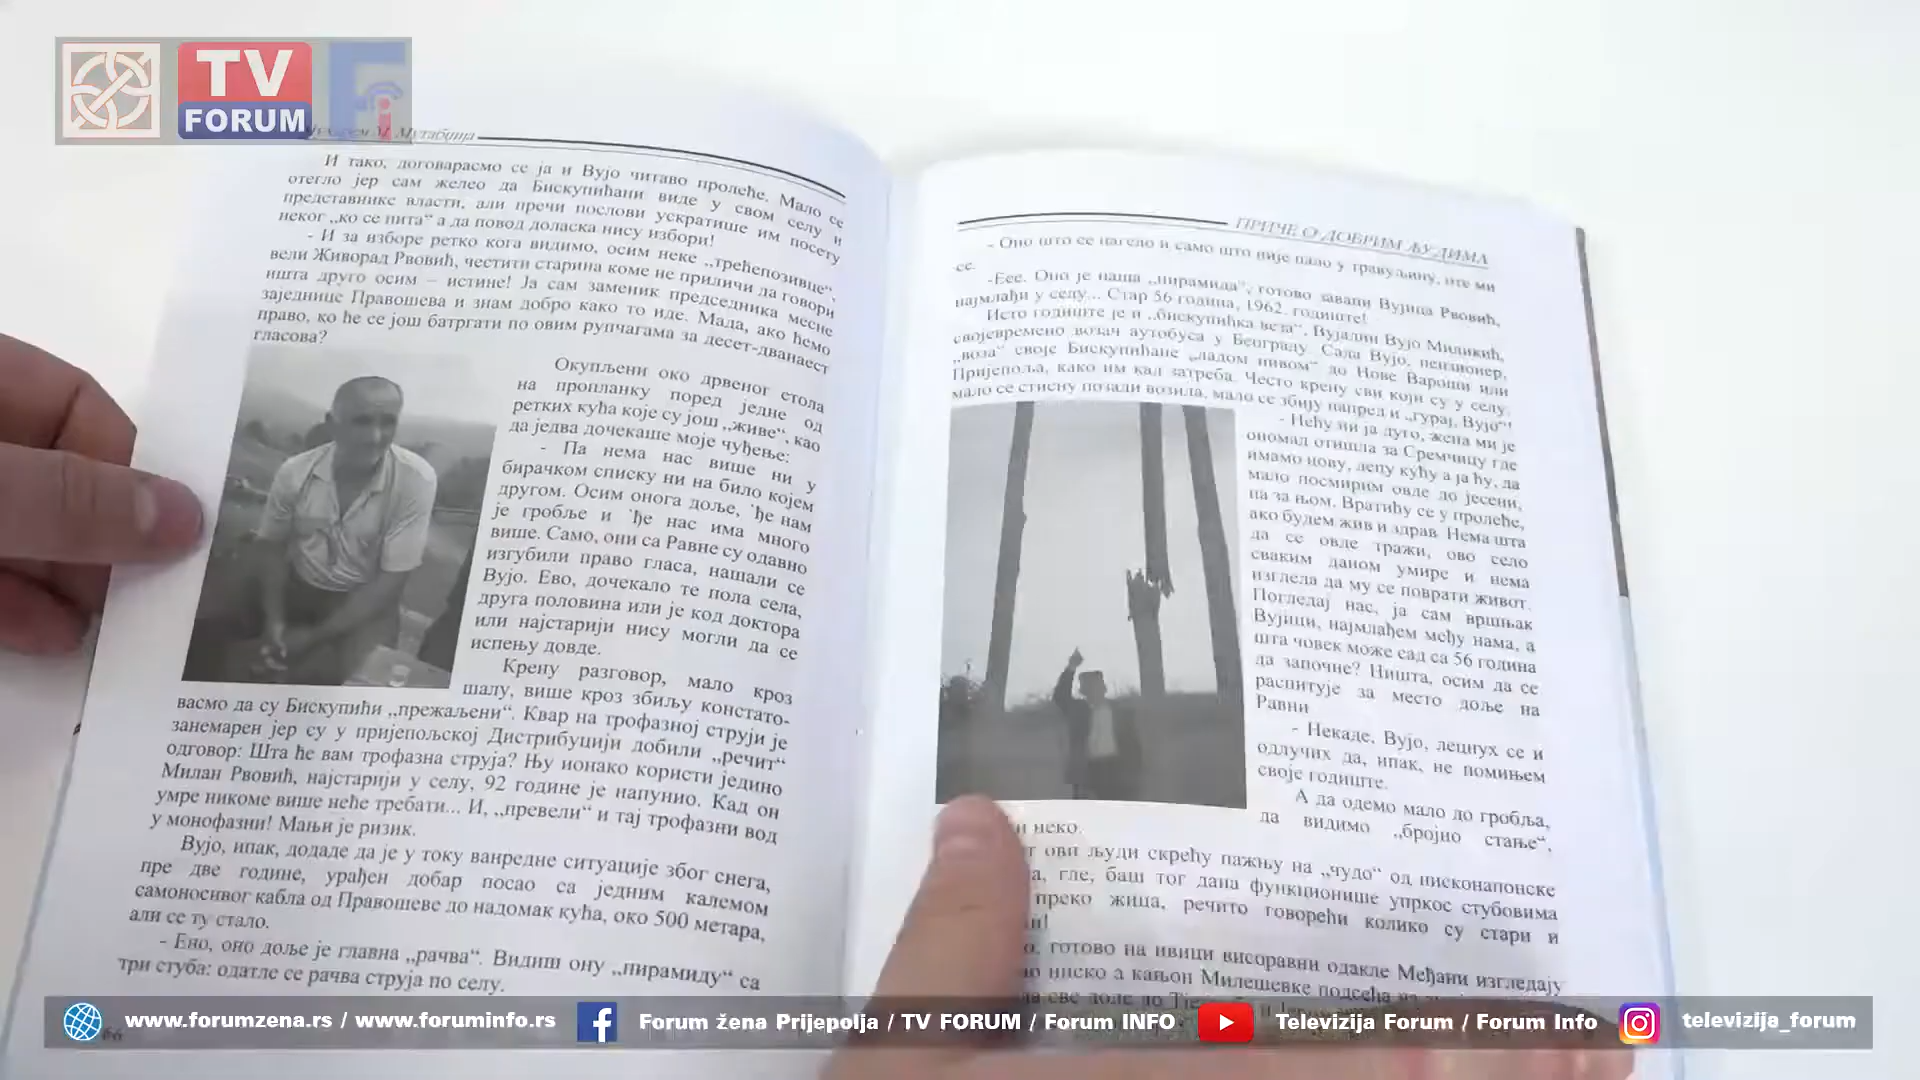 TV
FORUM
Мутабџија
И тако, договарасмо се ја и Вујо читаво пролеће. Мало се
отегло јер сам желео да Бискупићани виде у свом селу и
представнике власти, али пречи послови ускратише им посету
неког „ко се пита“ а да повод доласка нису избори!
- И за изборе ретко кога видимо, осим неке „трећепозивце“,
вели Живорад Рвовић, честити старина коме не приличи да говори
ништа друго осим – истине! Ја сам заменик председника месне
заједнице Правошева и знам добро како то иде. Мада, ако ћемо
право, ко ће се још батргати по овим рупчагама за десет-дванаест
гласова?
Окупљени око дрвеног стола
на пропланку поред једне од
ретких кућа које су још „живе“, као
да једва дочекаше моје чуђење:
- Па нема нас више ни у
бирачком списку ни на било којем
другом. Осим онога доље, ʼђе нам
је гробље и ʼђе нас има много
више. Само, они са Равне су одавно
изгубили право гласа, нашали се
Вујо. Ево, дочекало те пола села,
друга половина или је код доктора
или најстарији нису могли да се
испењу довде.
Крену разговор, мало кроз
шалу, више кроз збиљу констато-
васмо да су Бискупићи „прежаљени“. Квар на трофазној струји је
занемарен јер су у пријепољској Дистрибуцији добили „речит“
одговор: Шта ће вам трофазна струја? Њу ионако користи једино
Милан Рвовић, најстарији у селу, 92 године је напунио. Кад он
умре никоме више неће требати... И, „превели“ и тај трофазни вод
у монофазни! Мањи је ризик.
Вујо, ипак, додаде да је у току ванредне ситуације због снега,
пре две године, урађен добар посао са једним калемом
самоносивог кабла од Правошеве до надомак кућа, око 500 метара,
али се ту стало.
- Ено, оно доље је главна „рачва“. Видиш ону „пирамиду“ са
три стуба: одатле се рачва струја по селу.
66
ПРИЧЕ О ДОБРИМ ЉУДИМА
- Оно што се нагело и само што није пало у травуљину, оте ми
се.
-Еее. Оно је наша „пирамида“, готово завапи Вујица Рвовић,
најмлађи у селу... Стар 56 година, 1962. годиште!
Исто годиште је и „бискупићка веза“, Вујадин Вујо Миликић,
својевремено возач аутобуса у Београду. Сада Вујо, пензионер,
„воза“ своје Бискупићане „ладом нивом“ до Нове Вароши или
Пријепоља, како им кад затреба. Често крену сви који су у селу,
мало се стисну позади возила, мало се збију напред и „гурај, Вујо“!
- Нећу ни ја дуго, жена ми је
ономад отишла за Сремчицу где
имамо нову, лепу кућу а ја ћу, да
мало посмирим овде до јесени,
па за њом. Вратићу се у пролеће,
ако будем жив и здрав. Нема шта
да се овде тражи, ово село
сваким даном умире и нема
изгледа да му се поврати живот.
Погледај нас, ја сам вршњак
Вујици, најмлађем међу нама, а
шта човек може сад са 56 година
да започне? Ништа, осим да се
распитује за место доље на
Равни
- Некаде, Вујо, лецнух се и
одлучих да, ипак, не помињем
своје годиште.
А да одемо мало до гробља,
да видимо „бројно стање“,
и неко.
ови људи скрећу пажњу на „чудо“ од нисконапонске
где, баш тог дана функционише упркос стубовима
преко жица, речито говорећи колико су стари и
готово на ивици висоравни одакле Међани изгледају
ниско а кањон Милешевке подсећа
све доле до
www.forumzena.rs / www.foruminfo.rs
Forum žena Prijepolja / TV FORUM / Forum INFO
Televizija Forum / Forum Info
televizija_forum